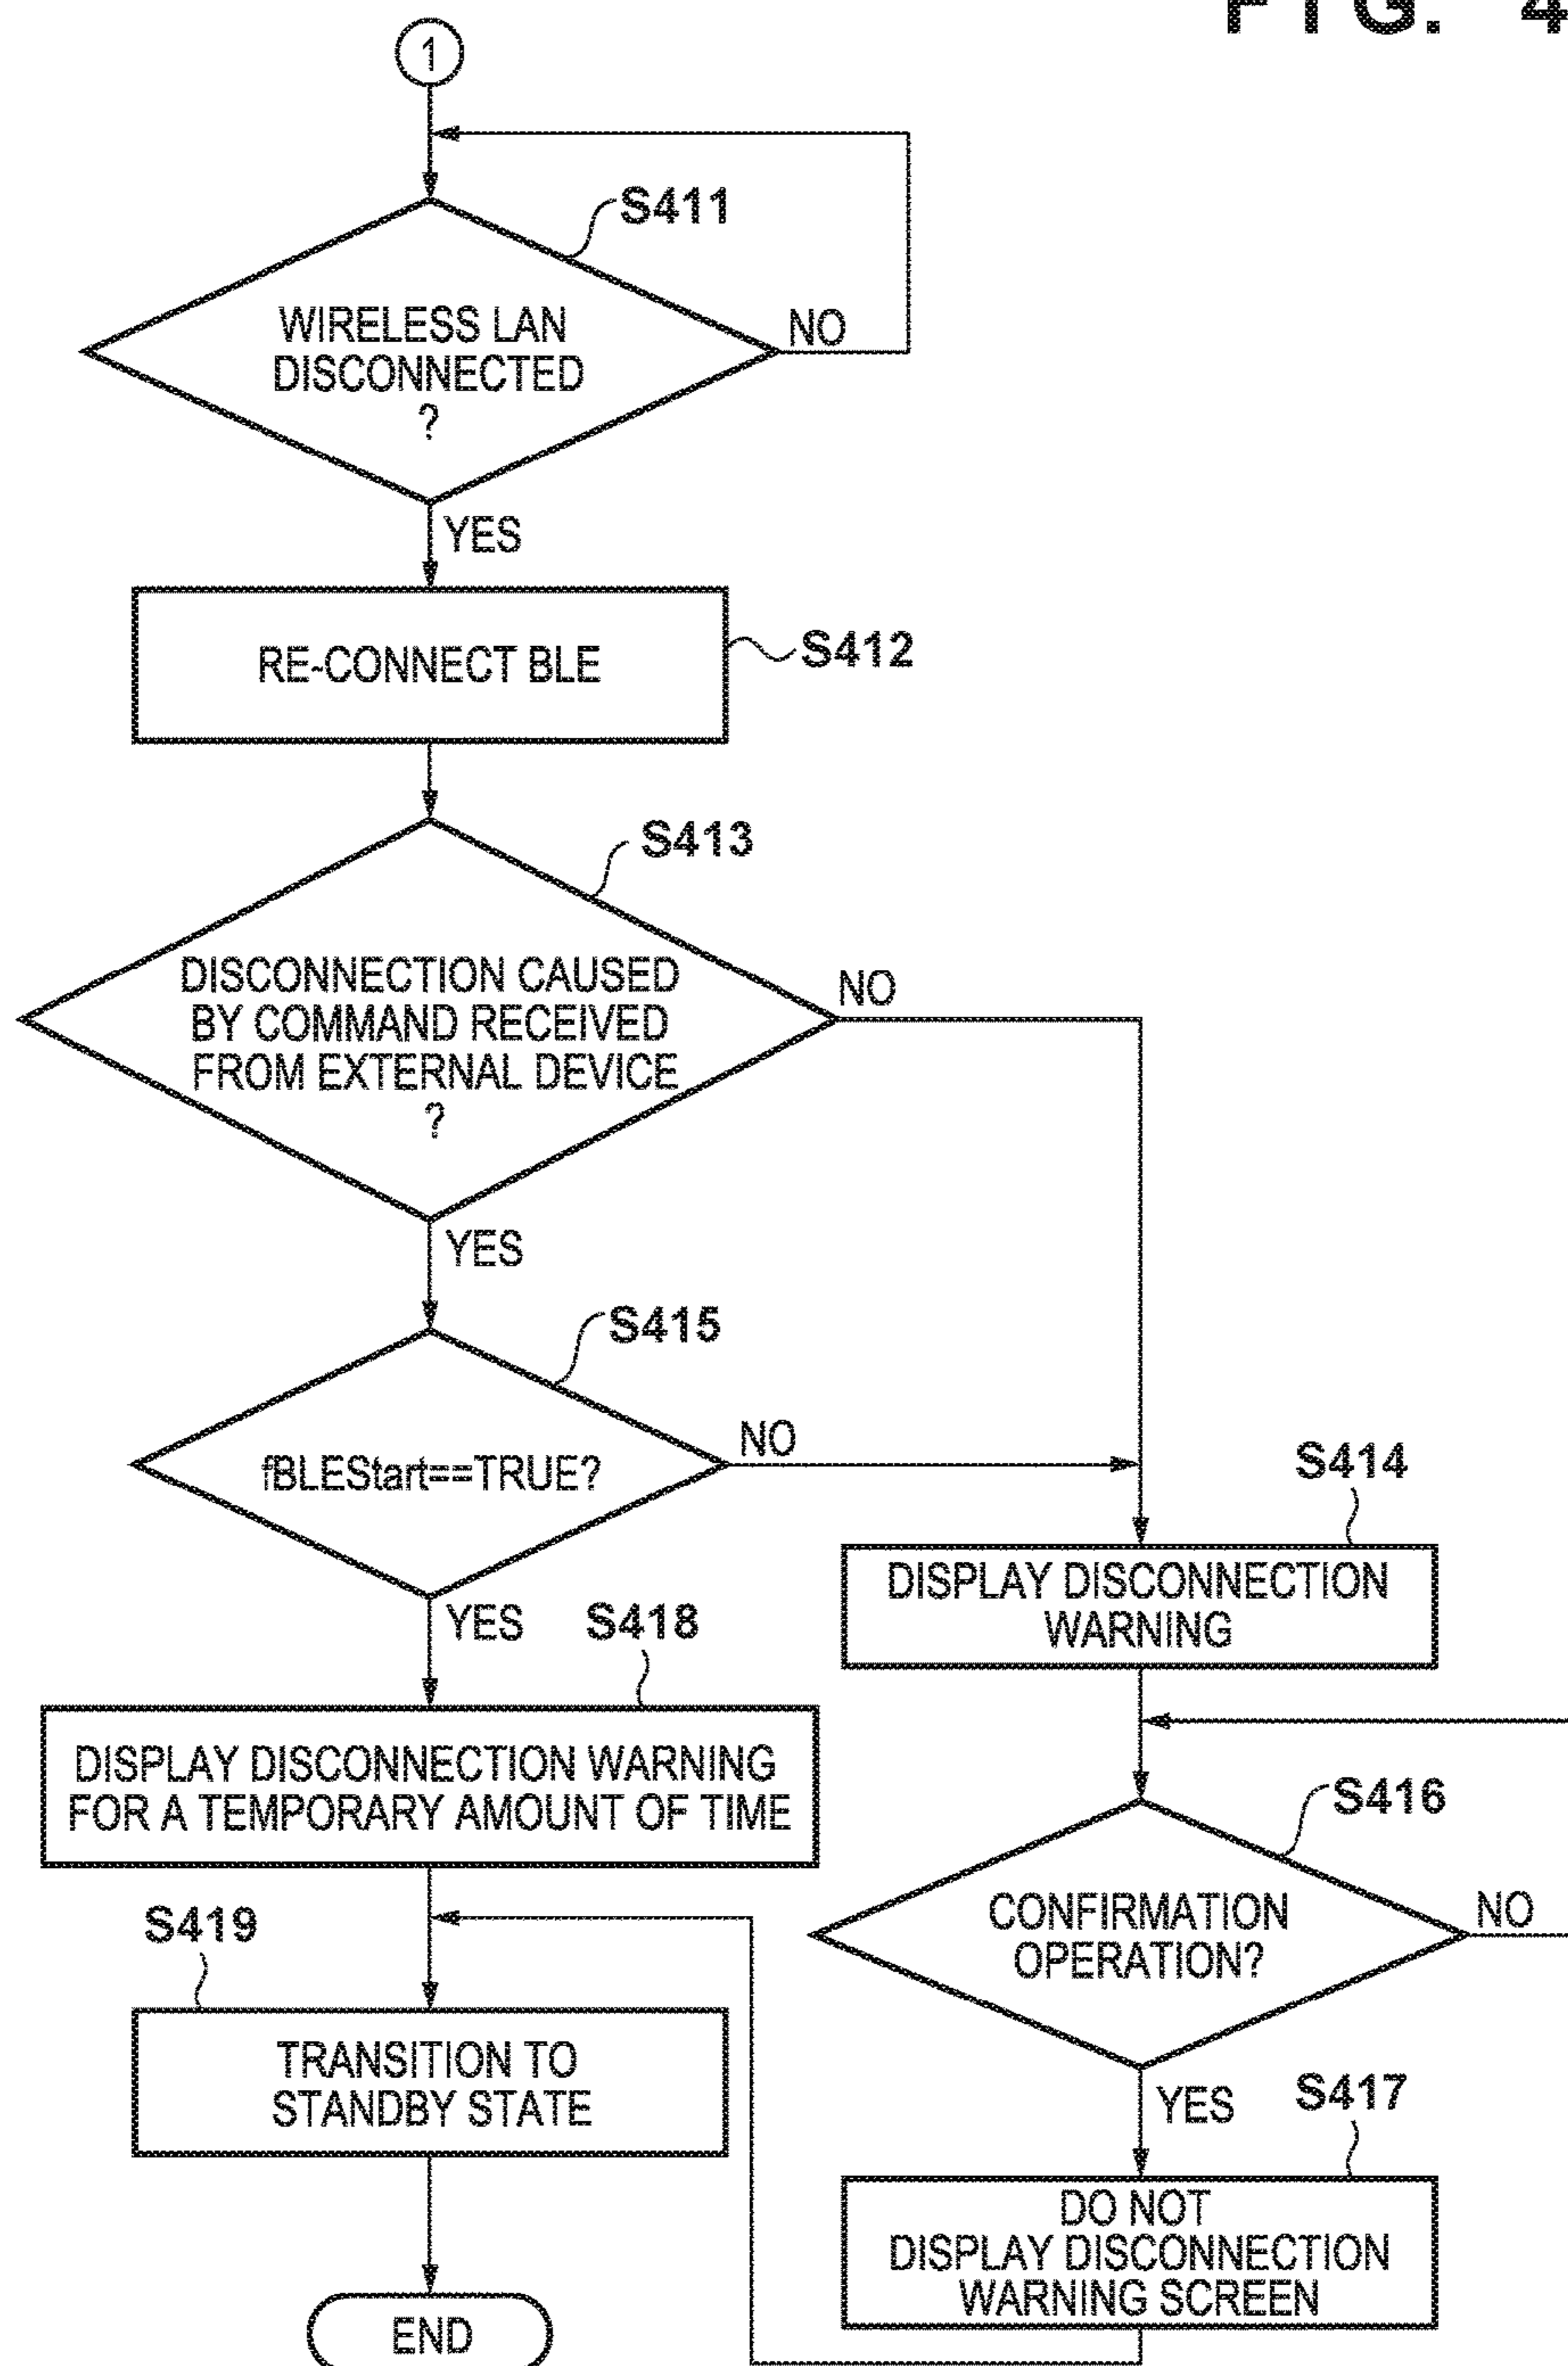 FIG. 4
1
S411
WIRELESS LAN
DISCONNECTED
?
NO
YES
RE-CONNECT BLE
S412
S413
DISCONNECTION CAUSED
BY COMMAND RECEIVED
FROM EXTERNAL DEVICE
?
NO
YES
S415
fBLEStart==TRUE?
NO
S414
DISPLAY DISCONNECTION
WARNING
YES
S418
DISPLAY DISCONNECTION WARNING
FOR A TEMPORARY AMOUNT OF TIME
S416
CONFIRMATION
OPERATION?
NO
S419
TRANSITION TO
STANDBY STATE
YES
S417
DO NOT
DISPLAY DISCONNECTION
WARNING SCREEN
END